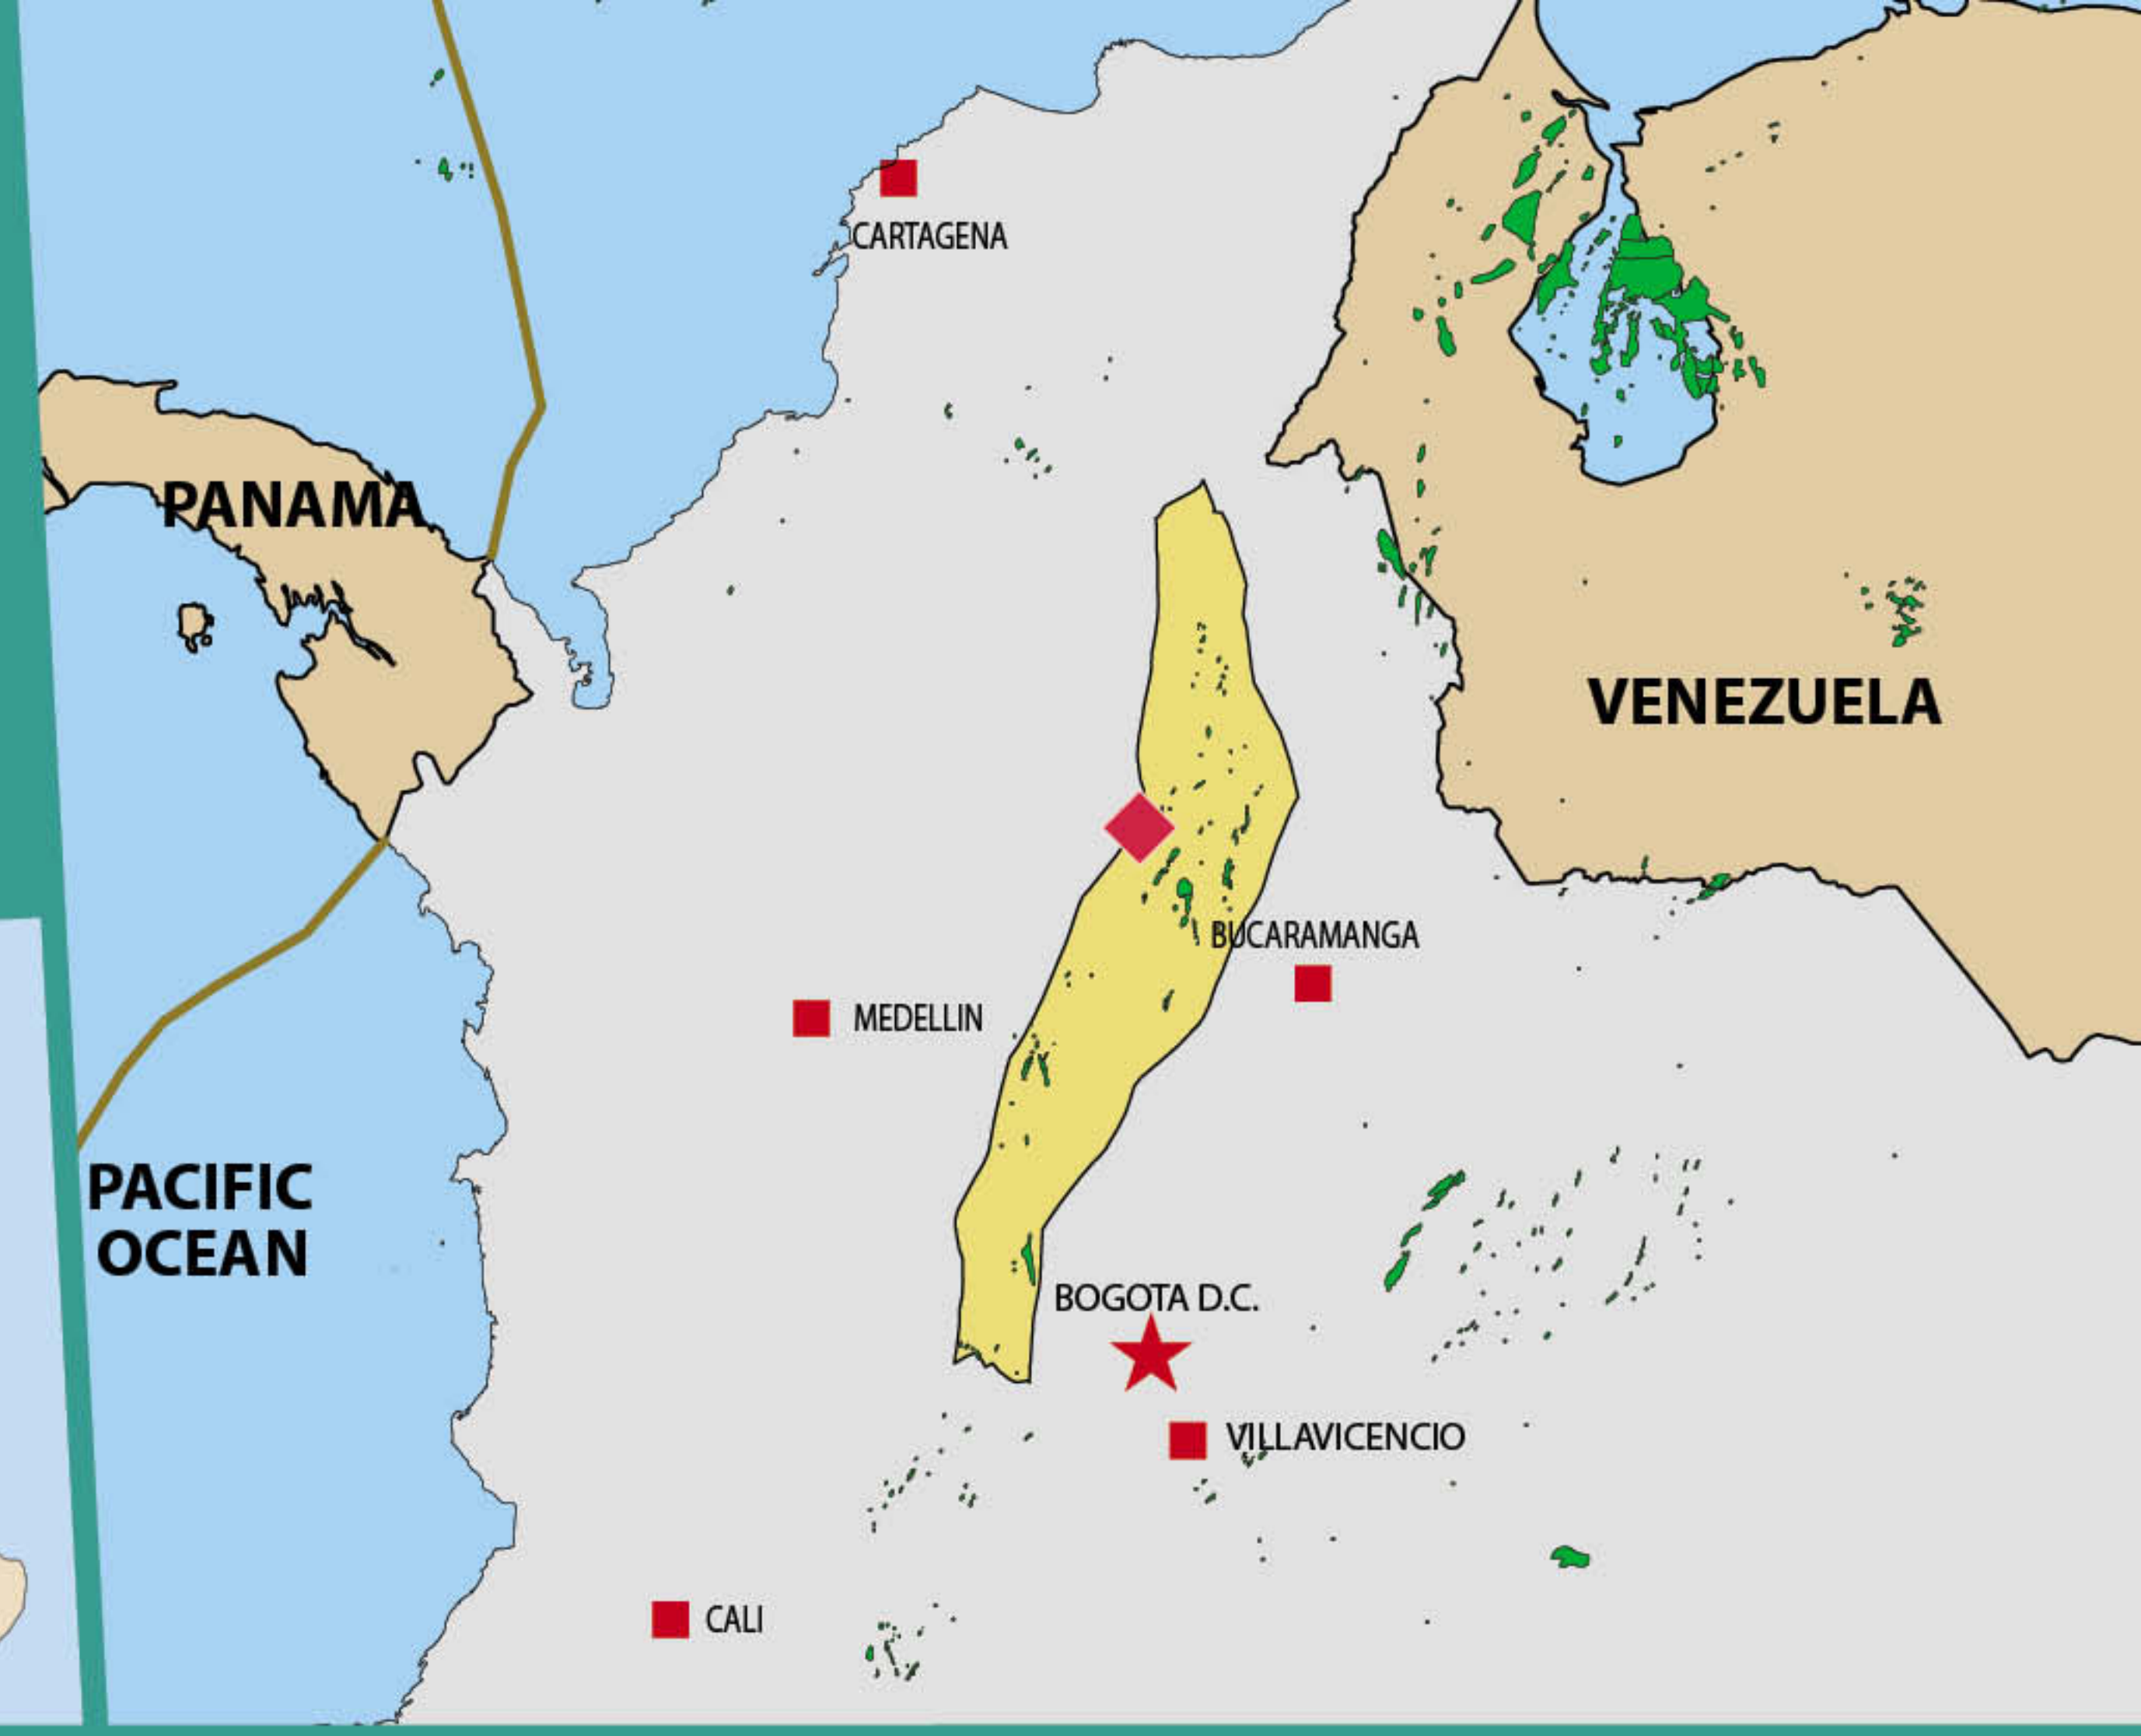 CARTAGENA
PANAMA
VENEZUELA
BUCARAMANGA
MEDELLIN
PACIFIC
OCEAN
BOGOTA D.C.
VILLAVICENCIO
CALI